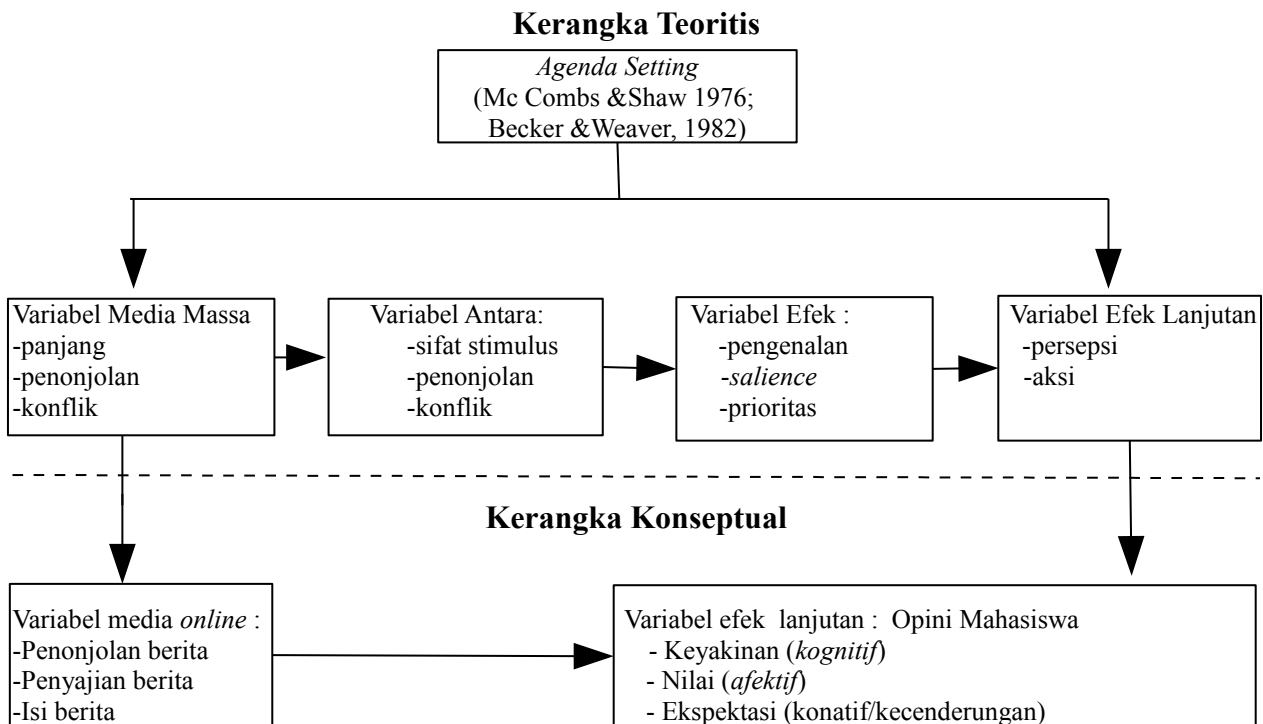 Kerangka Teoritis
Agenda Setting
(Mc Combs &Shaw 1976;
Becker &Weaver, 1982)
Variabel Media Massa
-panjang
-penonjolan
-konflik
Variabel Antara:
-sifat stimulus
-penonjolan
-konflik
Variabel Efek :
-pengenalan
-salience
-prioritas
Variabel Efek Lanjutan
-persepsi
-aksi
Kerangka Konseptual
Variabel media online :
-Penonjolan berita
-Penyajian berita
-Isi berita
Variabel efek lanjutan : Opini Mahasiswa
- Keyakinan (kognitif)
- Nilai (afektif)
- Ekspektasi (konatif/kecenderungan)